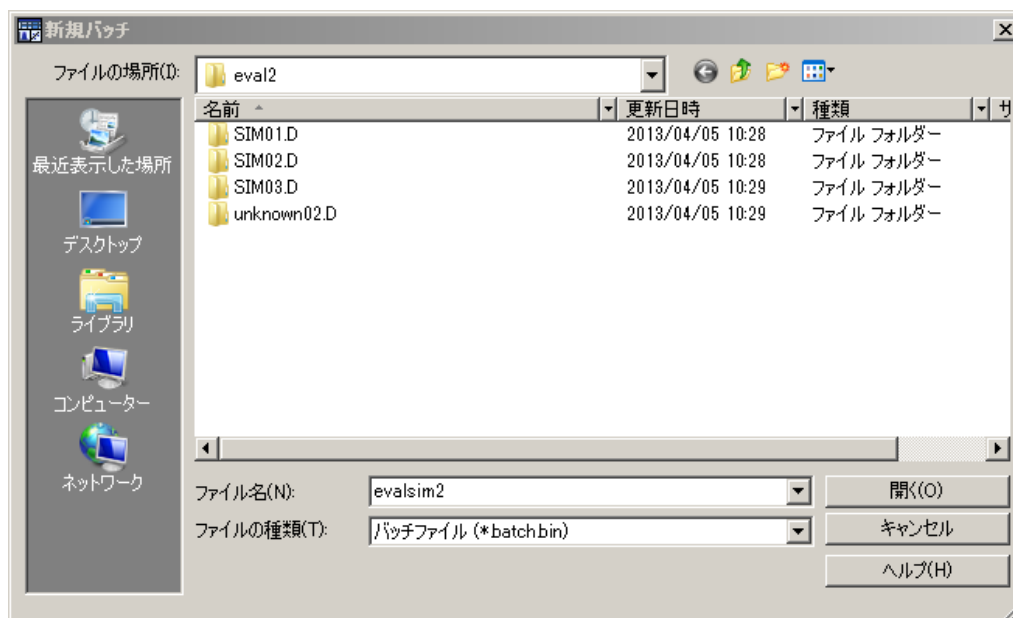 新規バッチ
ファイルの場所(I):
eval2
名前
更新日時
種類
サ
SIM01.D 2013/04/05 10:28 ファイル フォルダー
SIM02.D 2013/04/05 10:28 ファイル フォルダー
SIM03.D 2013/04/05 10:29 ファイル フォルダー
unknown02.D 2013/04/05 10:29 ファイル フォルダー
最近表示した場所
デスクトップ
ライブラリ
コンピューター
ネットワーク
ファイル名(N): evalsim2 開く(O)
ファイルの種類(T): バッチファイル (*.batch.bin) キャンセル
ヘルプ(H)